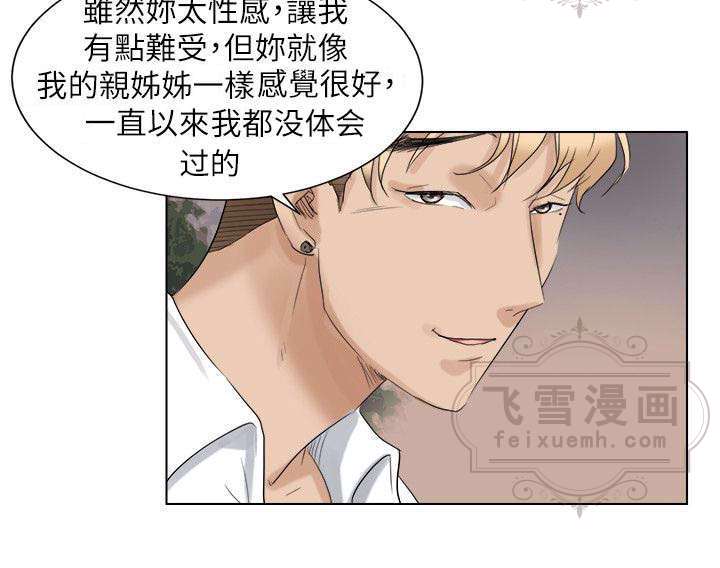 雖然妳太性感，讓我
有點難受，但妳就像
我的親姊姊一樣感覺很好，
一直以來我都没体会
过的
飞雪漫画
feixuemh.com